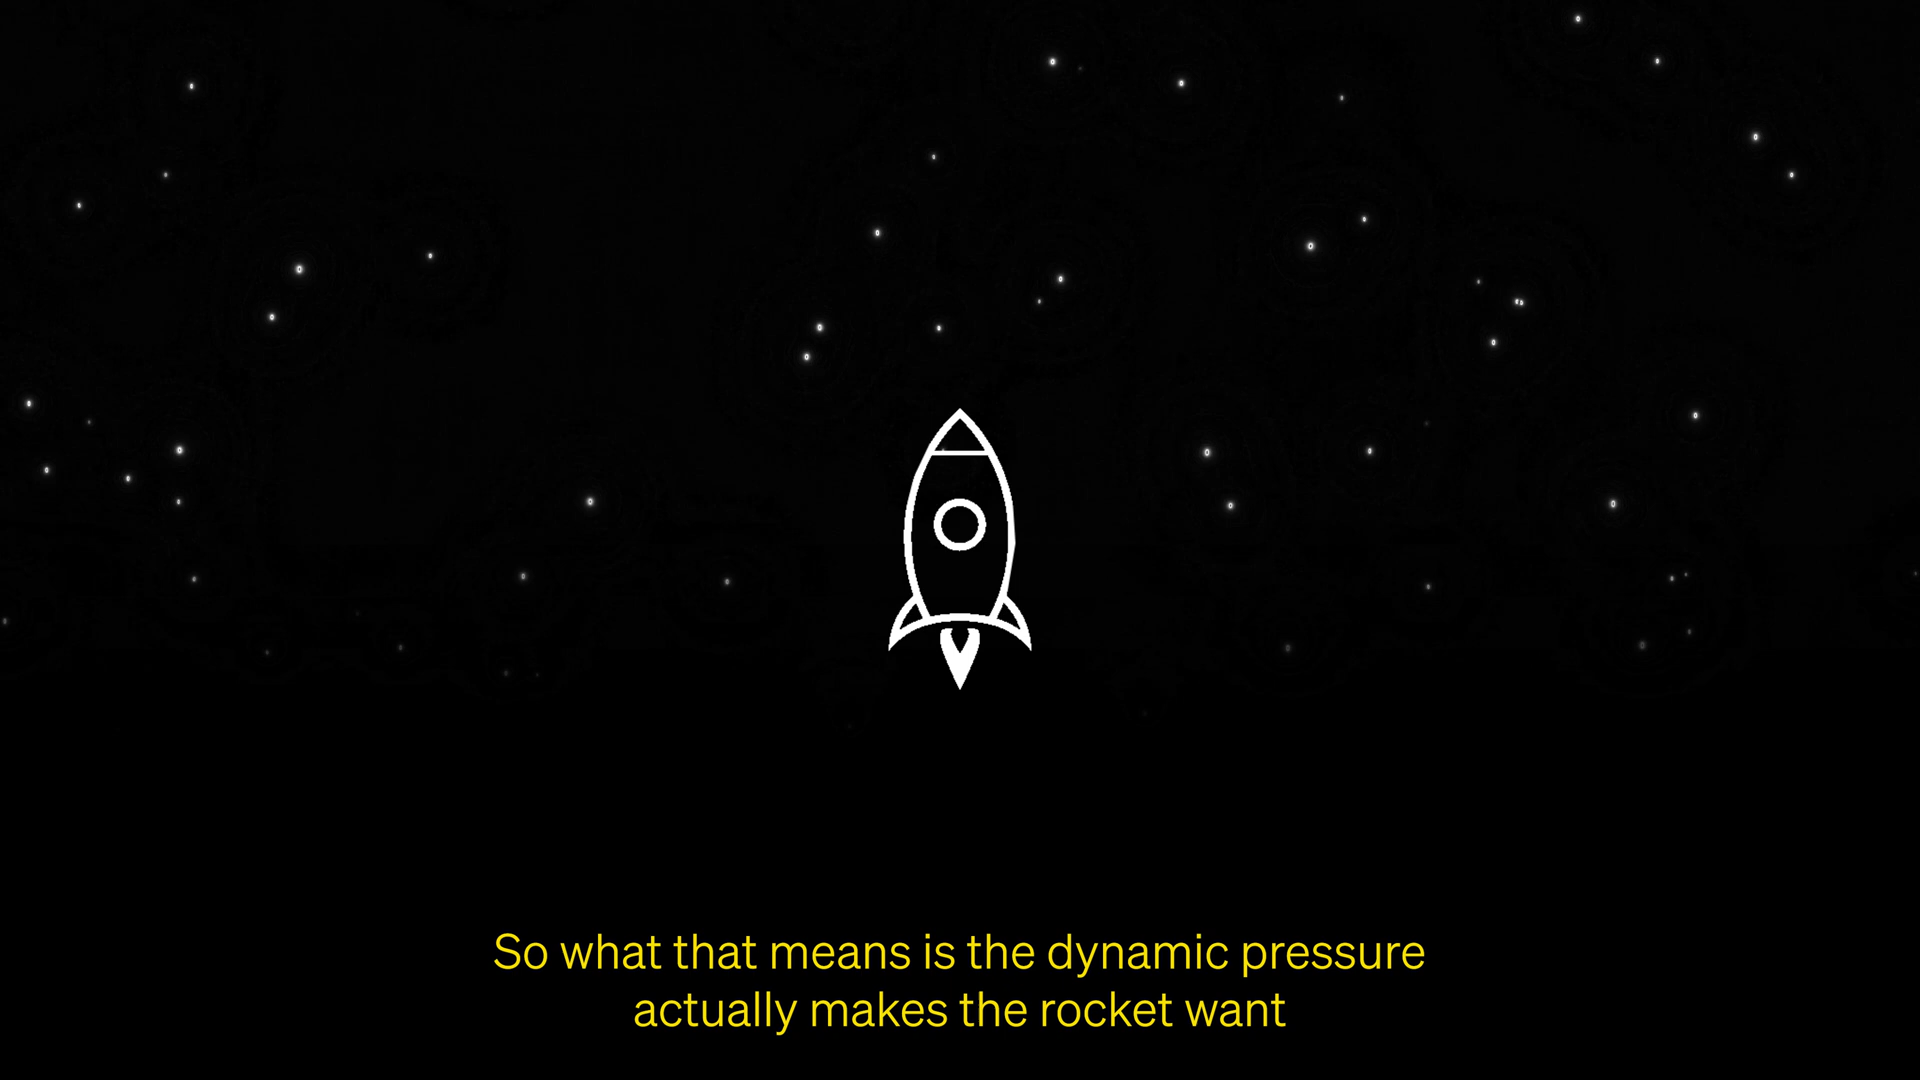 So what that means is the dynamic pressure
actually makes the rocket want